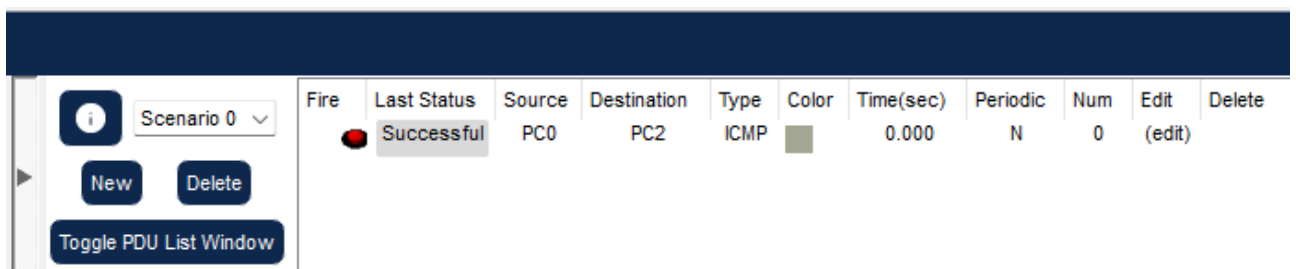 Scenario 0
New Delete
Toggle PDU List Window
Fire Last Status Source Destination Type Color Time(sec) Periodic Num Edit Delete
Successful PC0 PC2 ICMP 0.000 N 0 (edit)